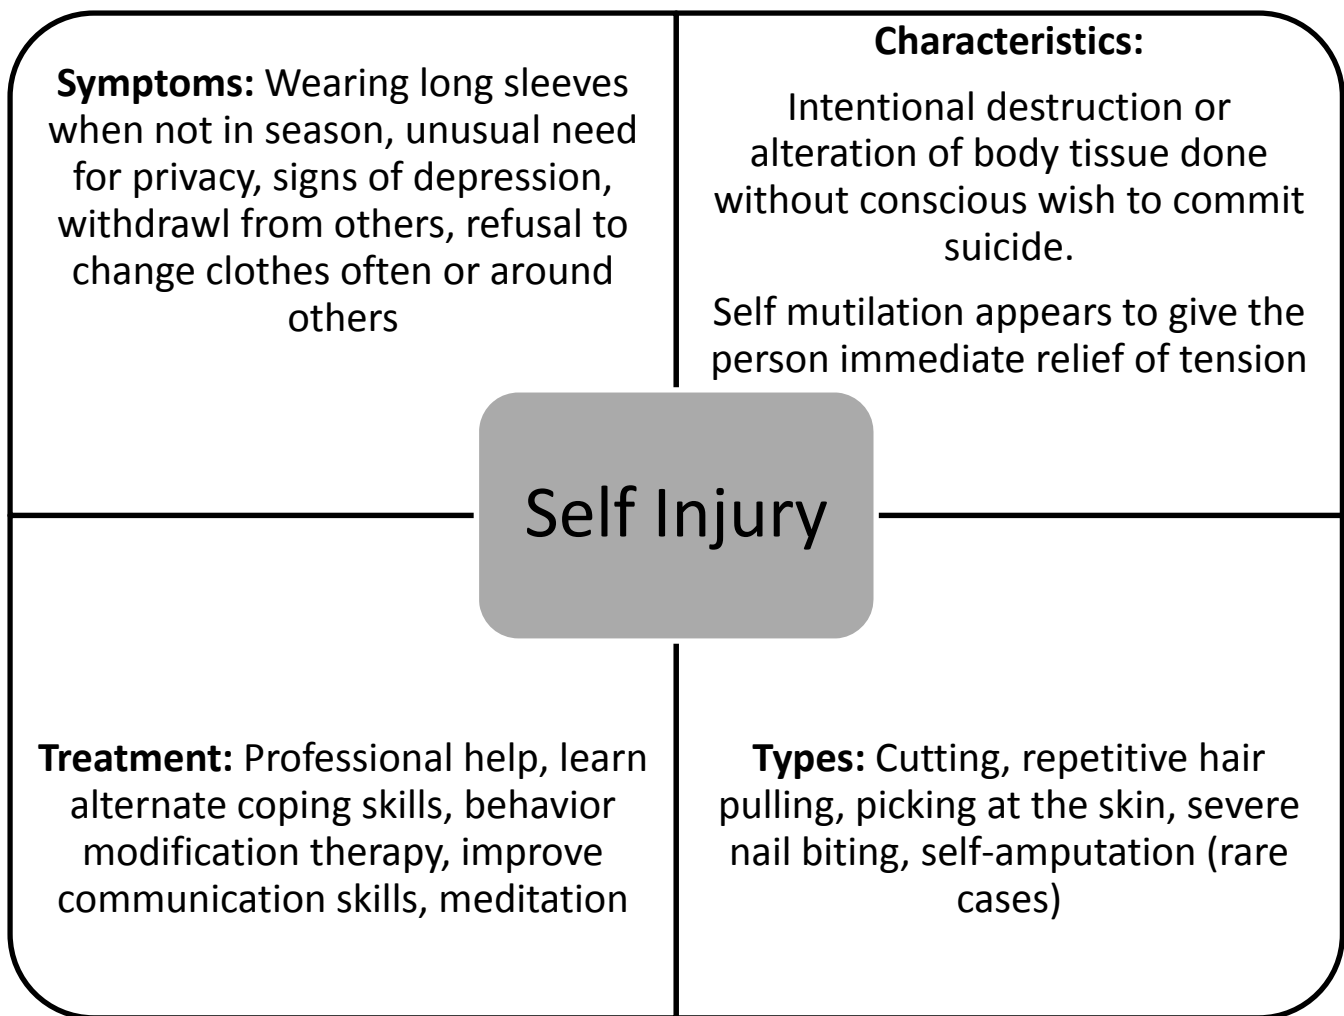 Symptoms: Wearing long sleeves
when not in season, unusual need
for privacy, signs of depression,
withdrawl from others, refusal to
change clothes often or around
others
Characteristics:
Intentional destruction or
alteration of body tissue done
without conscious wish to commit
suicide.
Self mutilation appears to give the
person immediate relief of tension
Self Injury
Treatment: Professional help, learn
alternate coping skills, behavior
modification therapy, improve
communication skills, meditation
Types: Cutting, repetitive hair
pulling, picking at the skin, severe
nail biting, self-amputation (rare
cases)